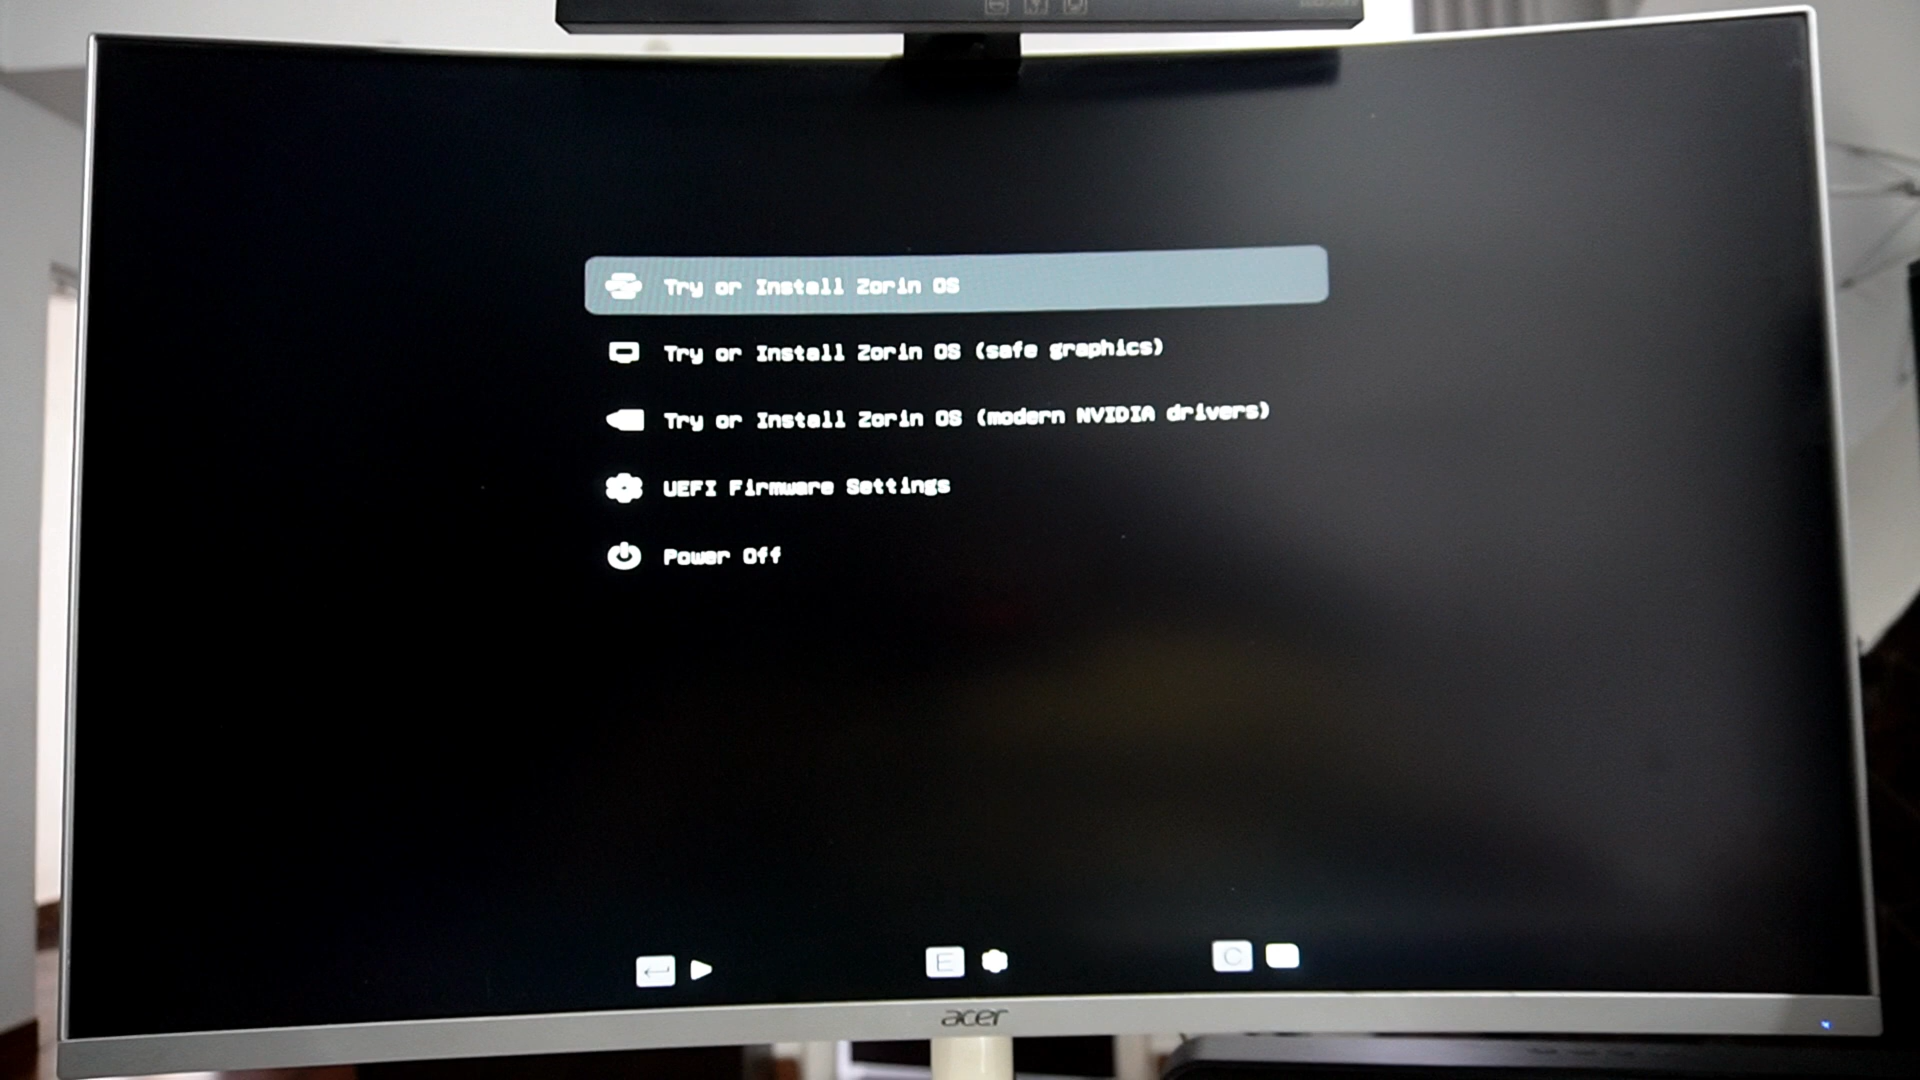 Try or Install Zorin OS
Try or Install Zorin OS (safe graphics)
Try or Install Zorin OS (modern NVIDIA drivers)
UEFI Firmware Settings
Power Off
E
C
acer